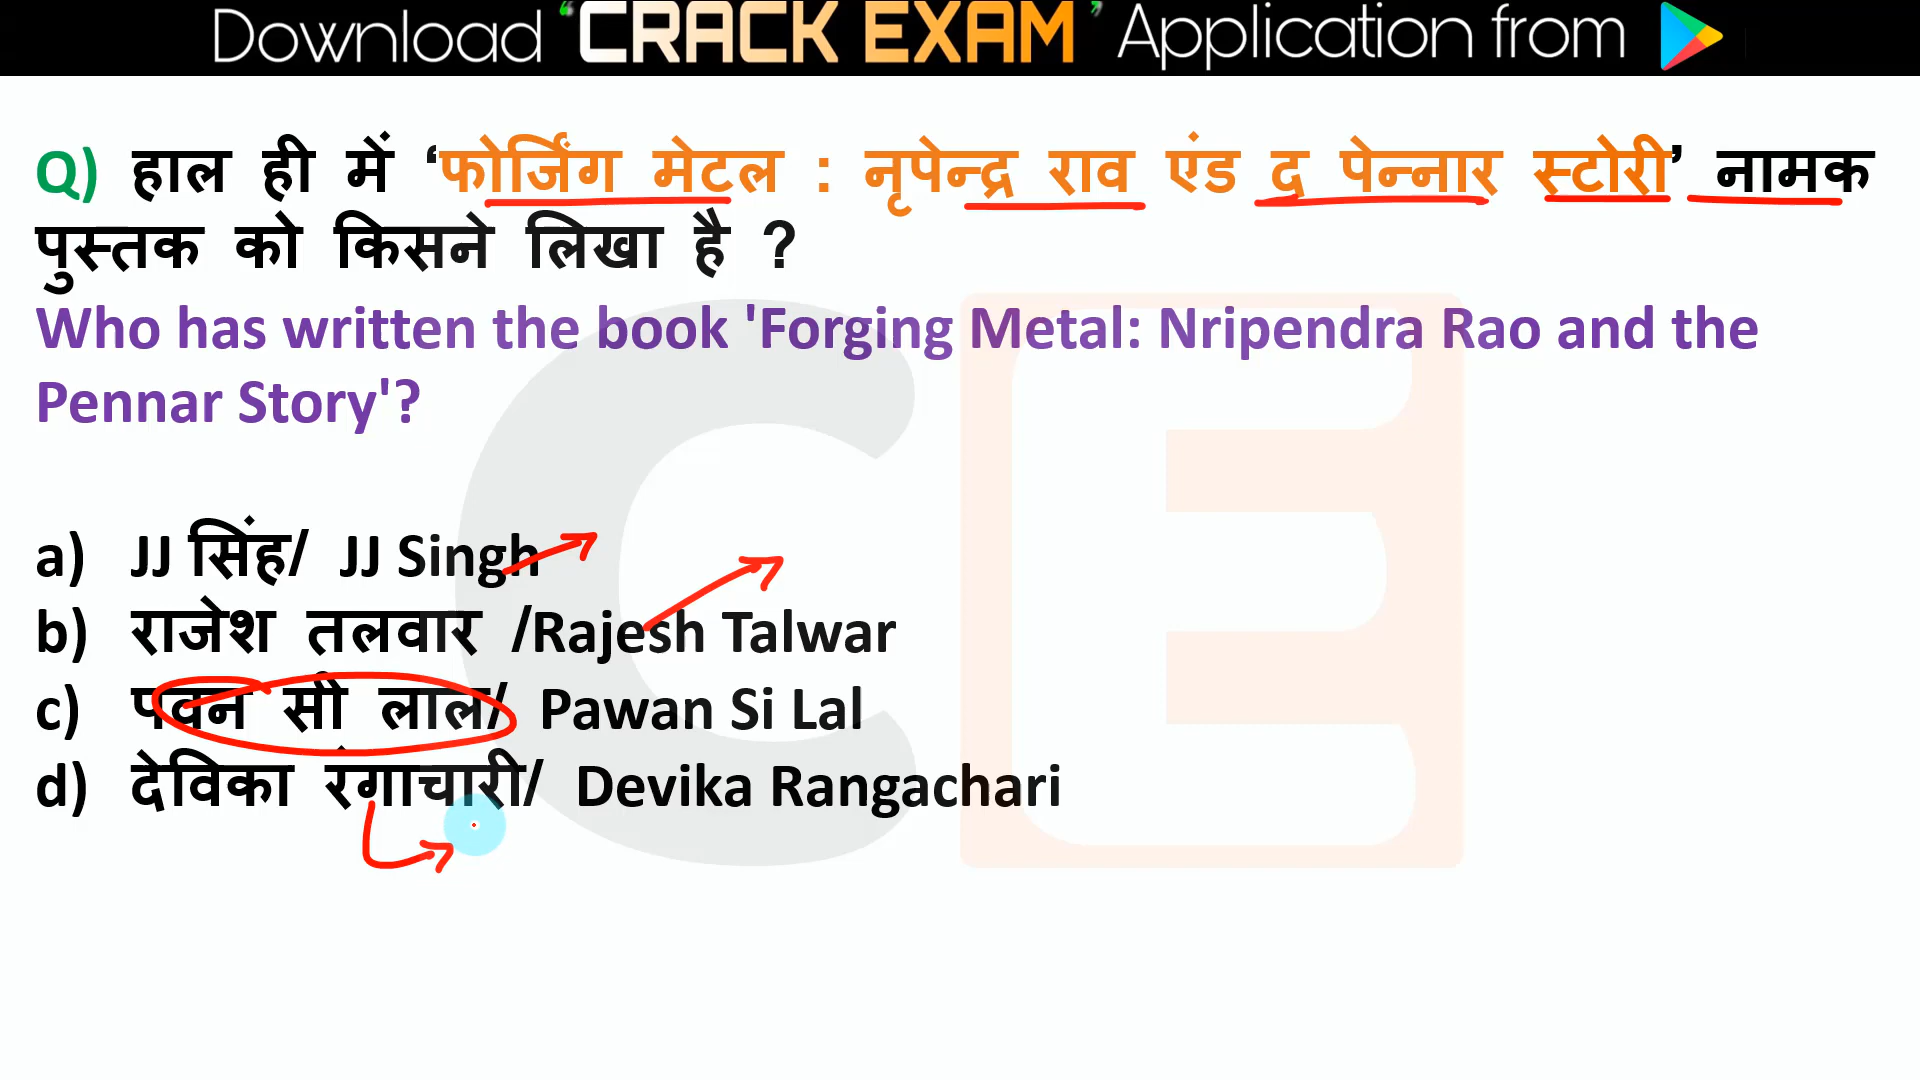 Download ‘CRACK EXAM’ Application from
Q) हाल ही में ‘फोर्जिंग मेटल : नृपेन्द्र राव एंड द पेन्नार स्टोरी’ नामक
पुस्तक को किसने लिखा है ?
Who has written the book 'Forging Metal: Nripendra Rao and the
Pennar Story'?
a) JJ सिंह/ JJ Singh
b) राजेश तलवार /Rajesh Talwar
c) पवन सी लाल/ Pawan Si Lal
d) देविका रंगाचारी/ Devika Rangachari
CE